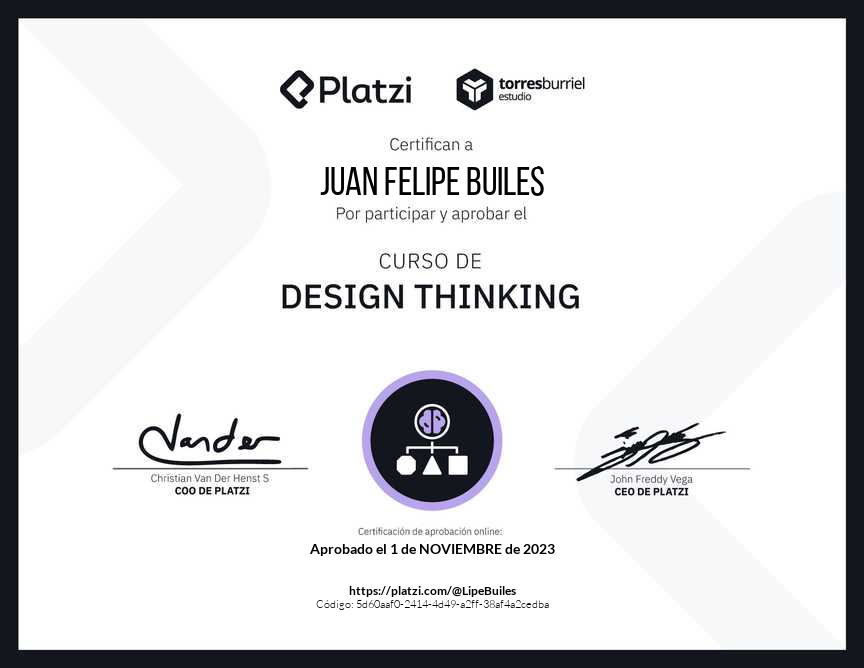 Platzi
torresburriel
estudio
Certifican a
JUAN FELIPE BUILES
Por participar y aprobar el
CURSO DE
DESIGN THINKING
Vander
Christian Van Der Henst S
COO DE PLATZI
John Freddy Vega
CEO DE PLATZI
Certificación de aprobación online:
Aprobado el 1 de NOVIEMBRE de 2023
https://platzi.com/@LipeBuiles
Código: 5d60aaf0-2414-4d49-a2ff-38af4a2cedba